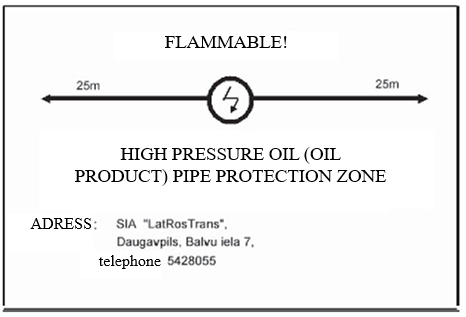 FLAMMABLE!
25m 25m
HIGH PRESSURE OIL (OIL
PRODUCT) PIPE PROTECTION ZONE
ADRESS: SIA "LatRosTrans",
Daugavpils, Balvu iela 7,
telephone 5428055